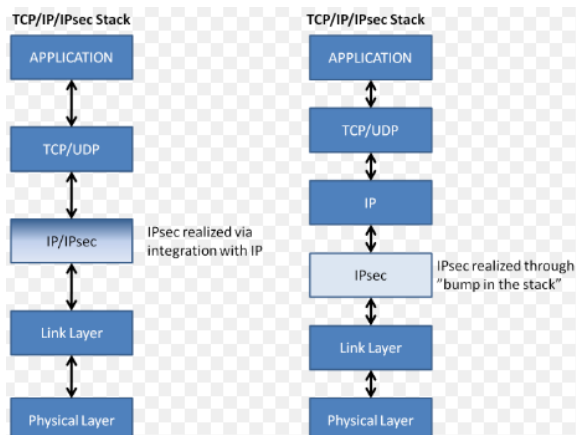 TCP/IP/IPsec Stack
APPLICATION
TCP/UDP
IP/IPsec
IPsec realized via
integration with IP
Link Layer
Physical Layer
TCP/IP/IPsec Stack
APPLICATION
TCP/UDP
IP
IPsec
IPsec realized through
"bump in the stack"
Link Layer
Physical Layer